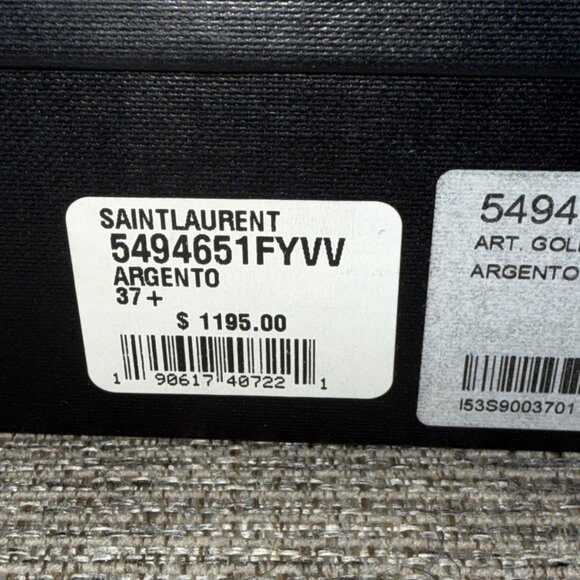 SAINTLAURENT
5494651FYVV
ARGENTO
37+
$ 1195.00
1 90617 40722 1
5494
ART. GOL
ARGENTO
I53S9003701